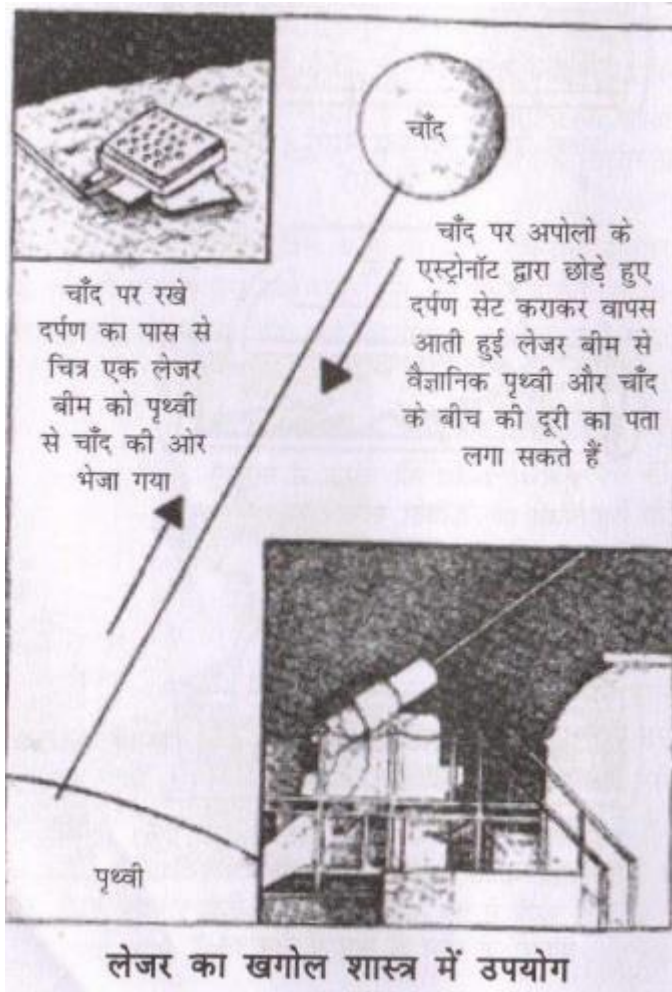 चाँद
चाँद पर रखे
दर्पण का पास से
चित्र एक लेजर
बीम को पृथ्वी
से चाँद की ओर
भेजा गया
चाँद पर अपोलो के
एस्ट्रोनॉट द्वारा छोड़े हुए
दर्पण सेट कराकर वापस
आती हुई लेजर बीम से
वैज्ञानिक पृथ्वी और चाँद
के बीच की दूरी का पता
लगा सकते हैं
पृथ्वी
लेजर का खगोल शास्त्र में उपयोग